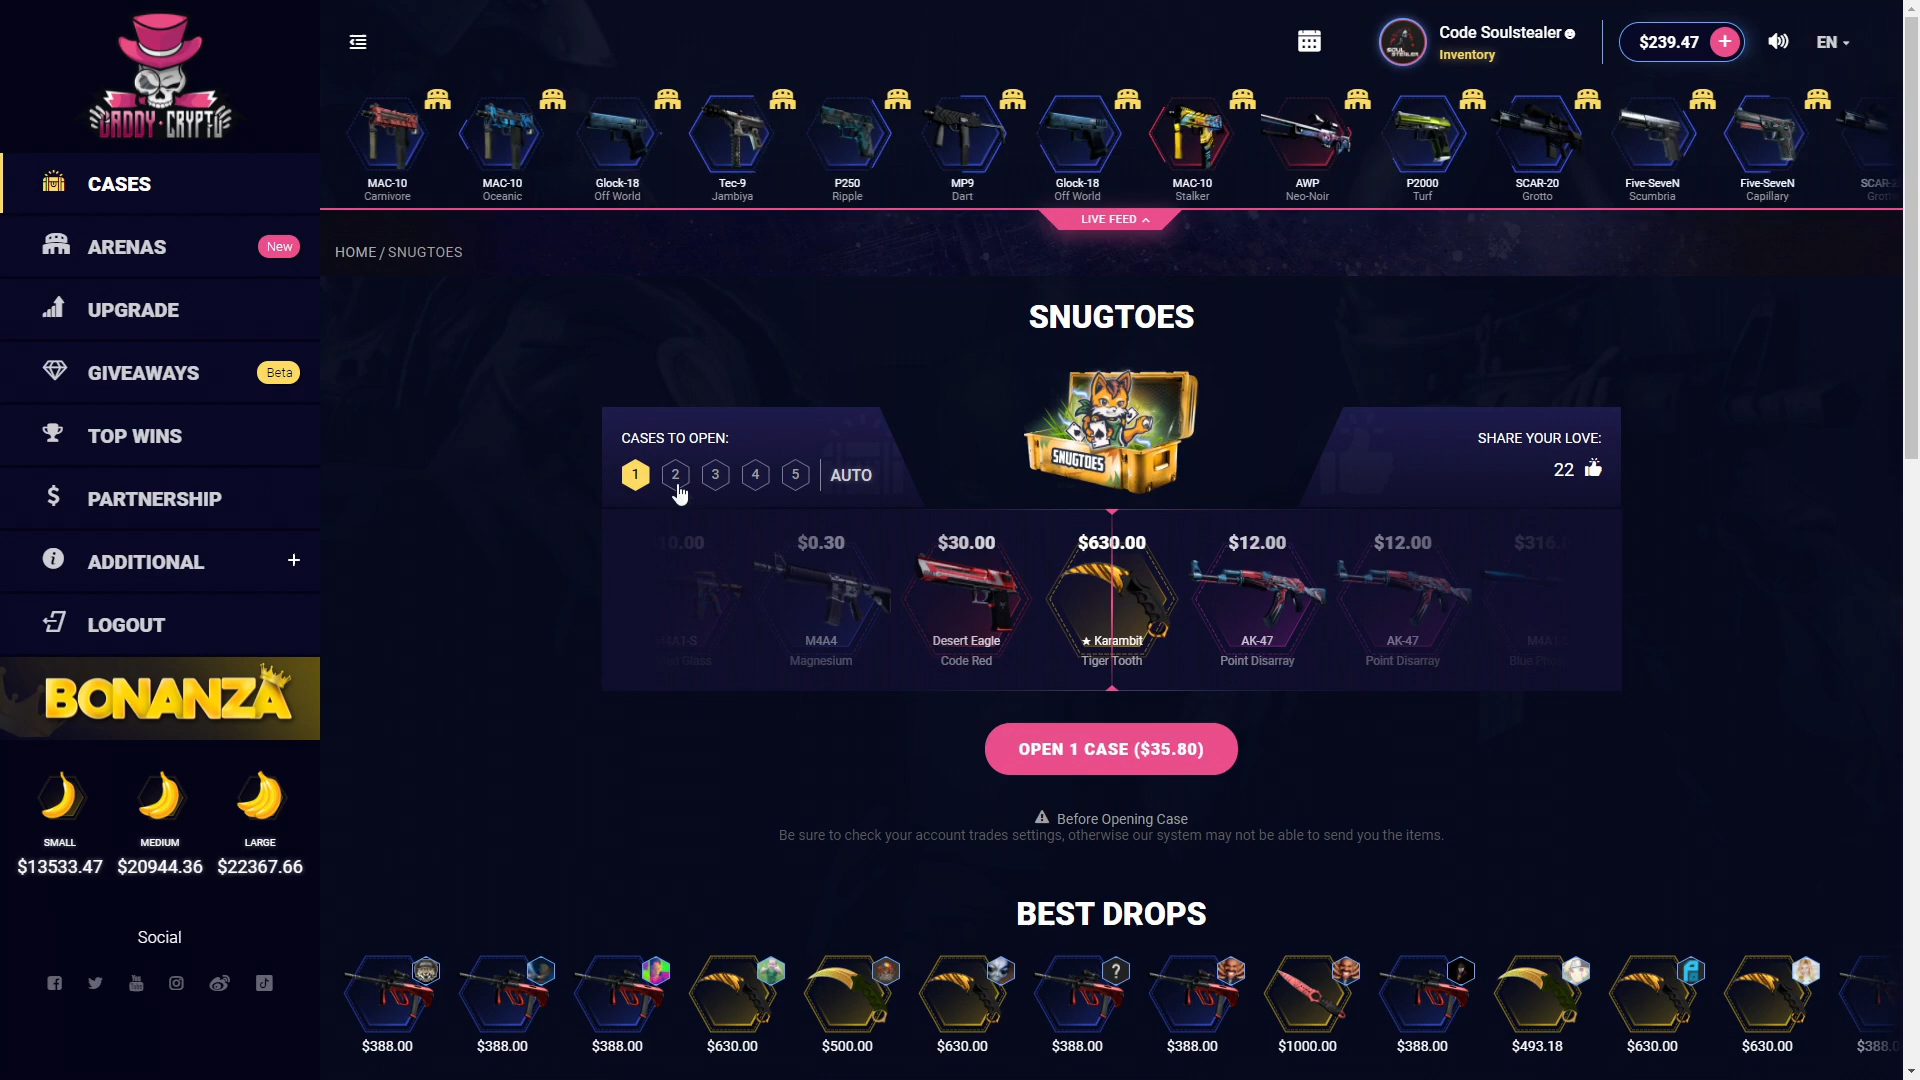 DADDY CRYPTO
CASES
ARENAS
New
UPGRADE
GIVEAWAYS
Beta
TOP WINS
PARTNERSHIP
ADDITIONAL
+
LOGOUT
BONANZA
SMALL
MEDIUM
LARGE
$13533.47
$20944.36
$22367.66
Social
Code Soulstealer
Inventory
$239.47
+
EN
MAC-10
Carnivore
MAC-10
Oceanic
Glock-18
Off World
Tec-9
Jambiya
P250
Ripple
MP9
Dart
Glock-18
Off World
MAC-10
Stalker
AWP
Neo-Noir
P2000
Turf
SCAR-20
Grotto
Five-SeveN
Scumbria
Five-SeveN
Capillary
LIVE FEED
HOME / SNUGTOES
SNUGTOES
SNUGTOES
CASES TO OPEN:
1 2 3 4 5 AUTO
SHARE YOUR LOVE:
22
$0.30
M4A4
Magnesium
$30.00
Desert Eagle
Code Red
$630.00
★ Karambit
Tiger Tooth
$12.00
AK-47
Point Disarray
$12.00
AK-47
Point Disarray
OPEN 1 CASE ($35.80)
Before Opening Case
Be sure to check your account trades settings, otherwise our system may not be able to send you the items.
BEST DROPS
$388.00
$388.00
$388.00
$630.00
$500.00
$630.00
$388.00
$388.00
$1000.00
$388.00
$493.18
$630.00
$630.00